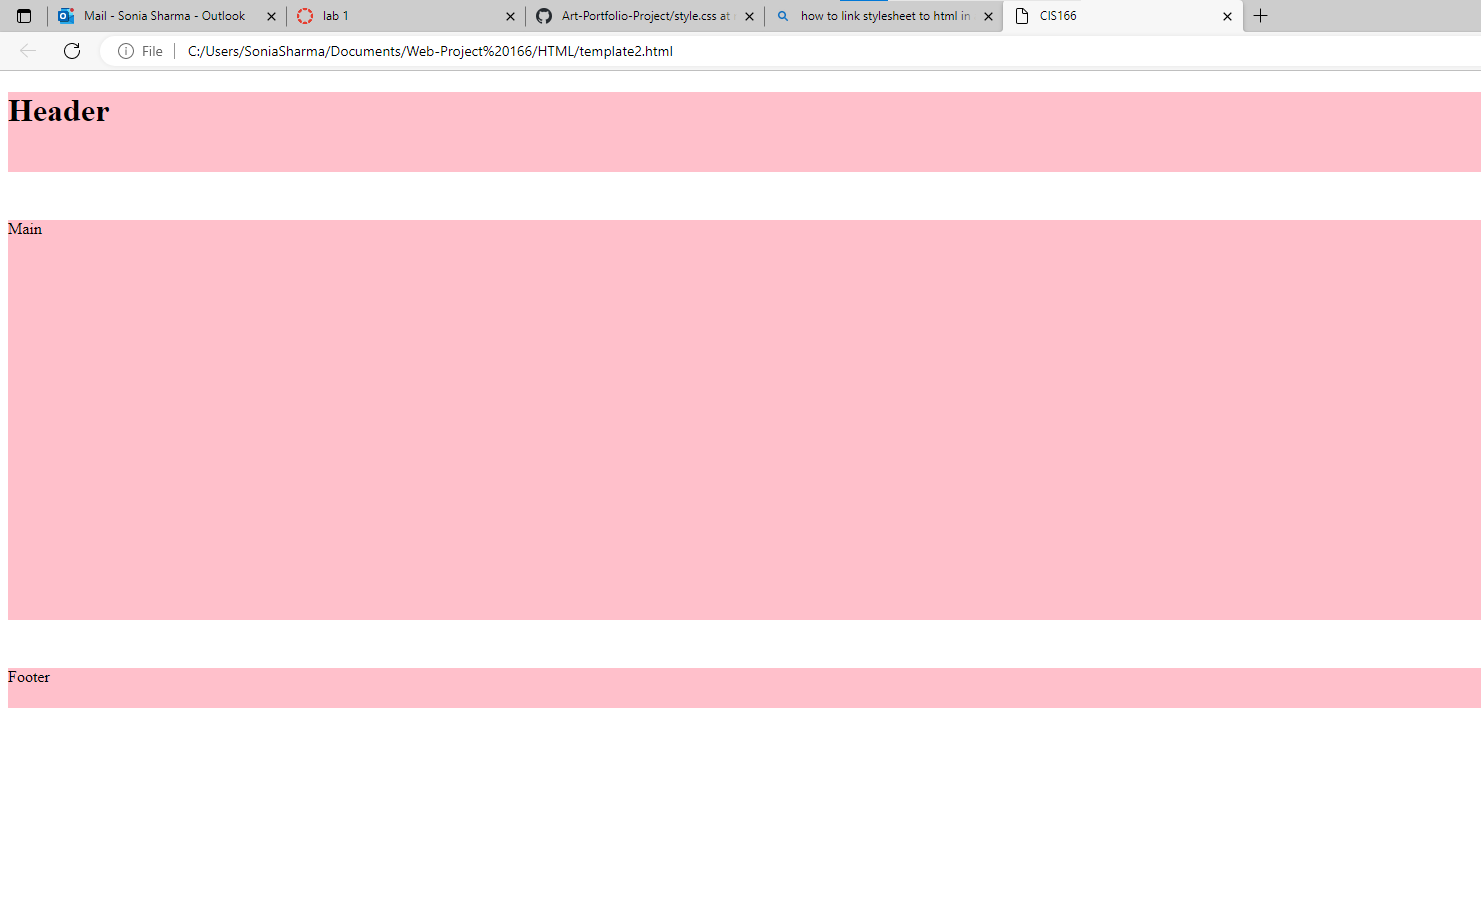 Mail - Sonia Sharma - Outlook
lab 1
Art-Portfolio-Project/style.css at
how to link stylesheet to html in
CIS166
File
C:/Users/SoniaSharma/Documents/Web-Project%20166/HTML/template2.html
Header
Main
Footer